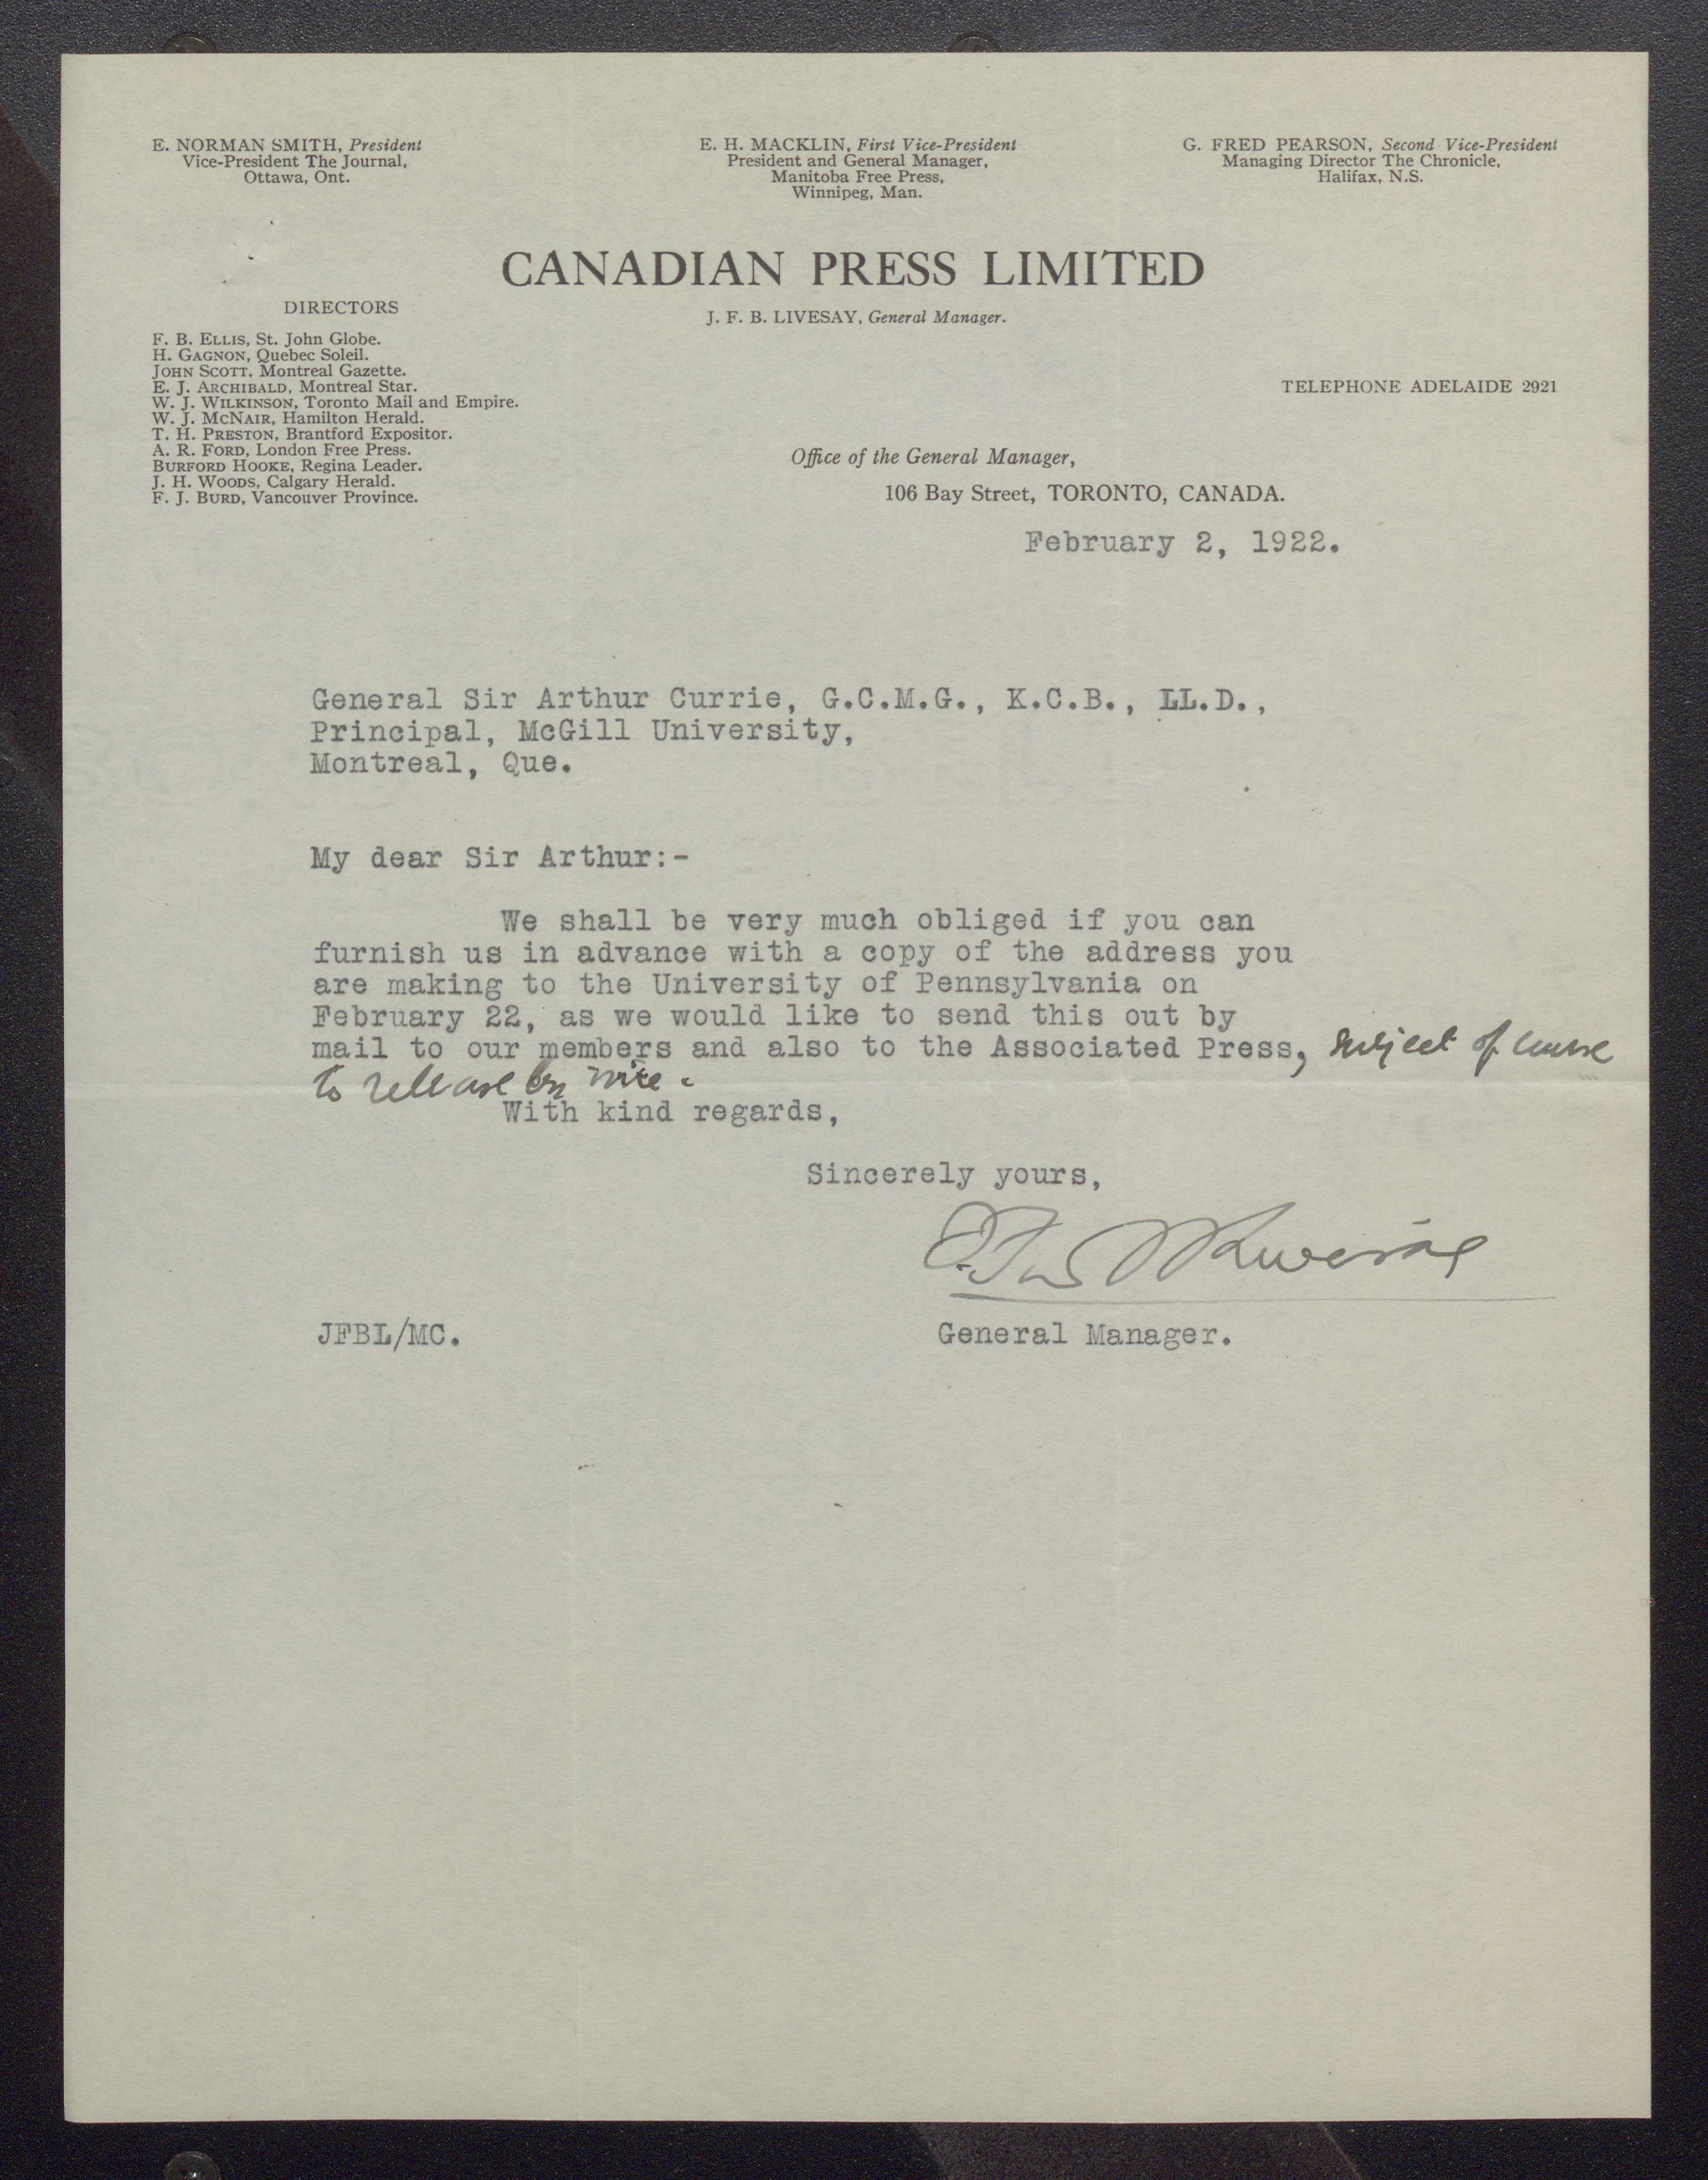 E. NORMAN SMITH, President
Vice-President The Journal,
Ottawa, Ont.
E. H. MACKLIN, First Vice-President
President and General Manager,
Manitoba Free Press,
Winnipeg, Man.
G. FRED PEARSON, Second Vice-President
Managing Director The Chronicle,
Halifax, N.S.
CANADIAN PRESS LIMITED
J. F. B. LIVESAY, General Manager.
DIRECTORS
F. B. ELLIS, St. John Globe.
H. GAGNON, Quebec Soleil.
JOHN SCOTT, Montreal Gazette.
E. J. ARCHIBALD, Montreal Star.
W. J. WILKINSON, Toronto Mail and Empire.
W. J. MCNAIR, Hamilton Herald.
T. H. PRESTON, Brantford Expositor.
A. R. FORD, London Free Press.
BURFORD HOOKE, Regina Leader.
J. H. WOODS, Calgary Herald.
F. J. BURD, Vancouver Province.
TELEPHONE ADELAIDE 2921
Office of the General Manager,
106 Bay Street, TORONTO, CANADA.
February 2, 1922.
General Sir Arthur Currie, G.C.M.G., K.C.B., LL.D.,
Principal, McGill University,
Montreal, Que.
My dear Sir Arthur:-
We shall be very much obliged if you can
furnish us in advance with a copy of the address you
are making to the University of Pennsylvania on
February 22, as we would like to send this out by
mail to our members and also to the Associated Press, subject of course
to release by wire.
With kind regards,
Sincerely yours,
General Manager.
JFBL/MC.